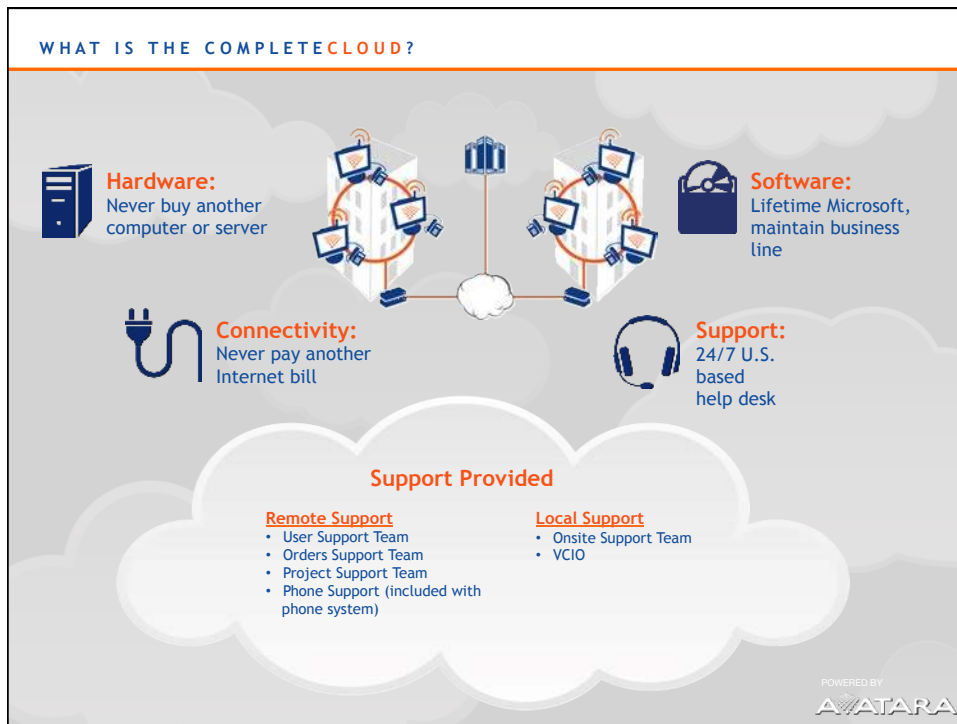 WHAT IS THE COMPLETECLOUD?
Hardware:
Never buy another
computer or server
Software:
Lifetime Microsoft,
maintain business
line
Connectivity:
Never pay another
Internet bill
Support:
24/7 U.S.
based
help desk
Support Provided
Remote Support
• User Support Team
• Orders Support Team
• Project Support Team
• Phone Support (included with
phone system)
Local Support
• Onsite Support Team
• VCIO
POWERED BY
AVATARA